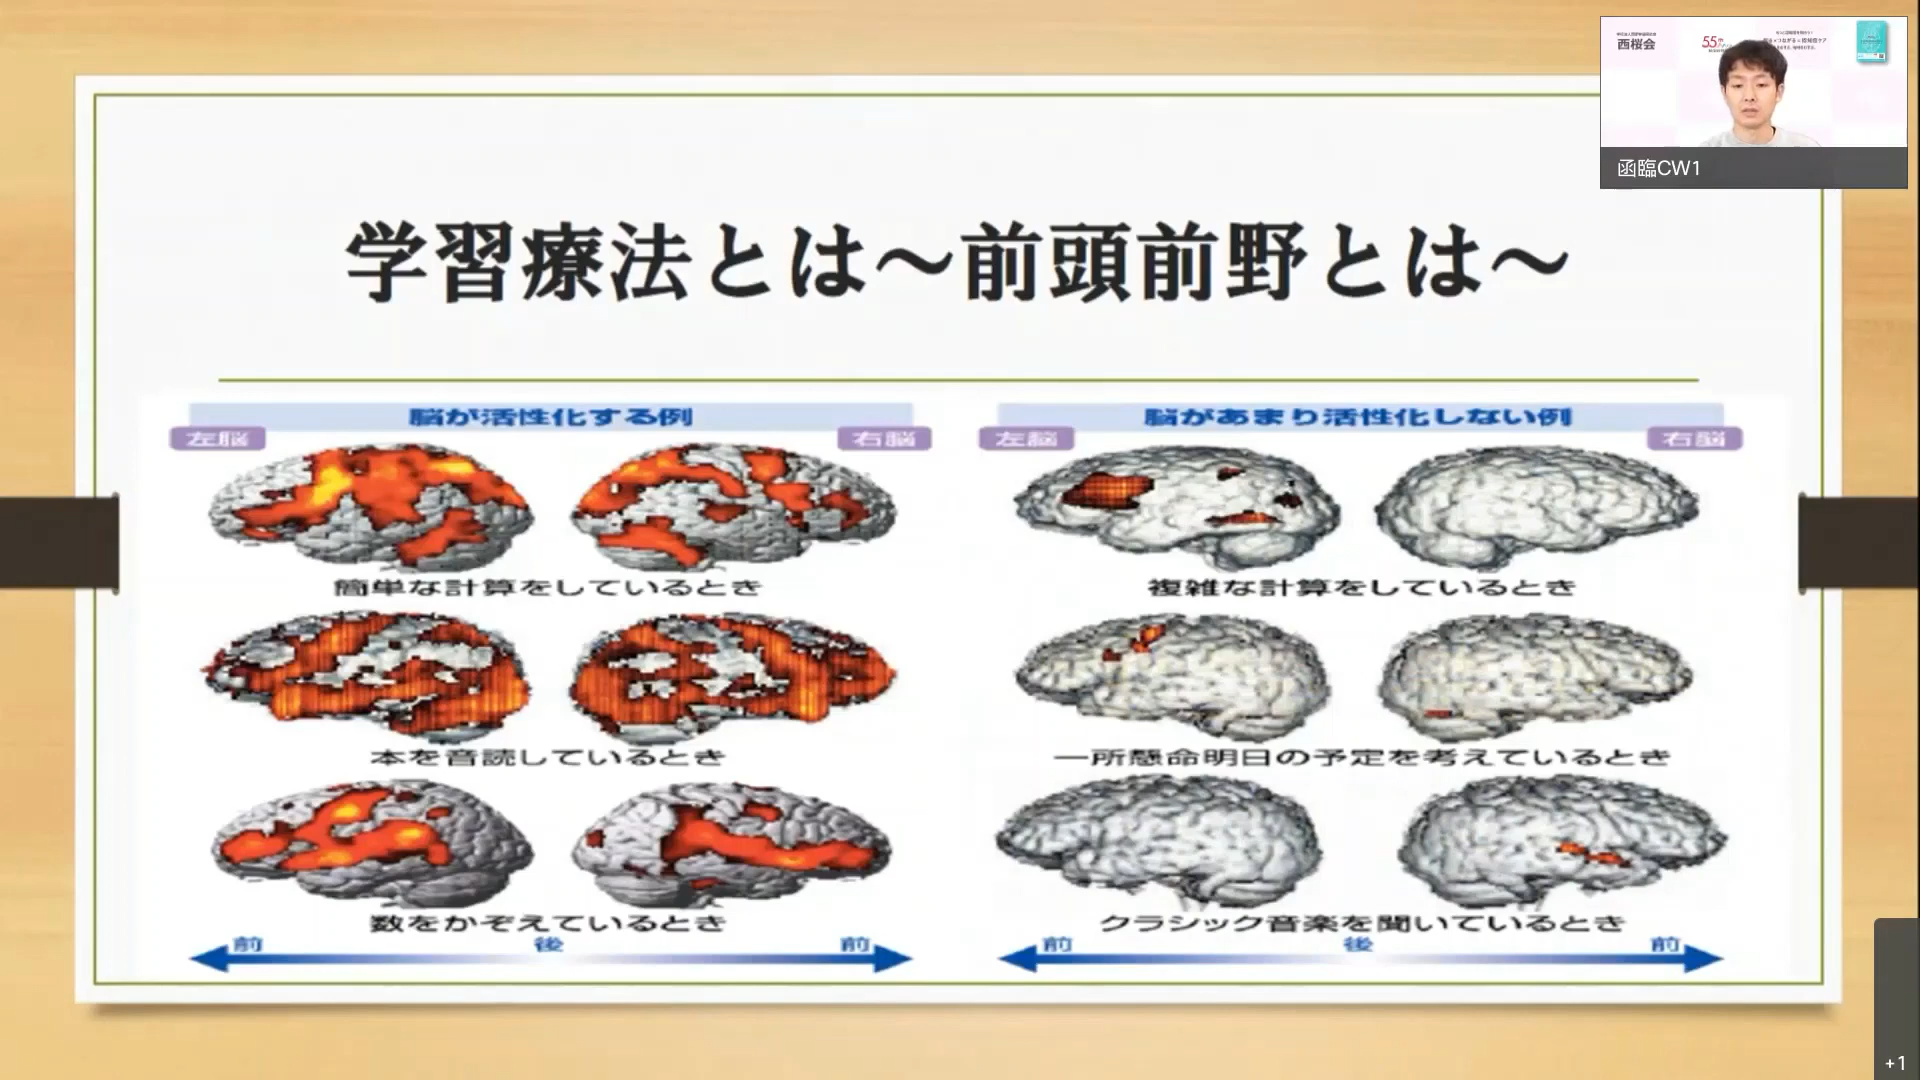 学習療法とは～前頭前野とは～
西桜会
55th
函臨CW1
脳が活性化する例
左脳
右脳
簡単な計算をしているとき
本を音読しているとき
数をかぞえているとき
前
後
前
脳があまり活性化しない例
左脳
右脳
複雑な計算をしているとき
一所懸命明日の予定を考えているとき
クラシック音楽を聞いているとき
前
後
前
+1